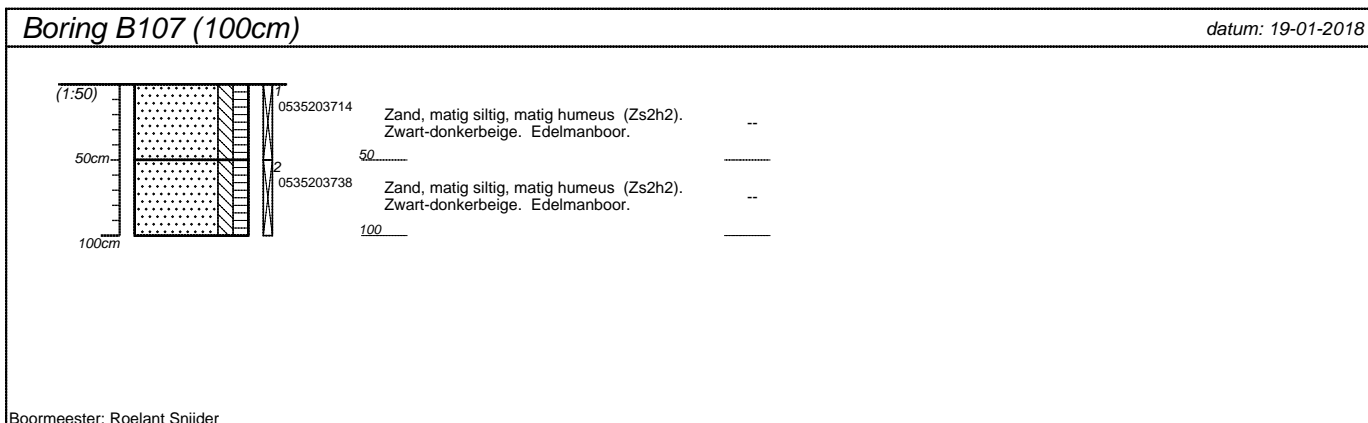 Boring B107 (100cm)
datum: 19-01-2018
(1:50)
1
0535203714
Zand, matig siltig, matig humeus (Zs2h2).
Zwart-donkerbeige. Edelmanboor.
--
50cm
50
2
0535203738
Zand, matig siltig, matig humeus (Zs2h2).
Zwart-donkerbeige. Edelmanboor.
--
100cm
100
Boormeester: Roelant Snijder